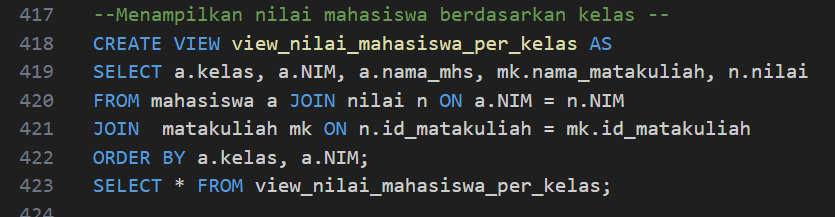 417 --Menampilkan nilai mahasiswa berdasarkan kelas --
418 CREATE VIEW view_nilai_mahasiswa_per_kelas AS
419 SELECT a.kelas, a.NIM, a.nama_mhs, mk.nama_matakuliah, n.nilai
420 FROM mahasiswa a JOIN nilai n ON a.NIM = n.NIM
421 JOIN  matakuliah mk ON n.id_matakuliah = mk.id_matakuliah
422 ORDER BY a.kelas, a.NIM;
423 SELECT * FROM view_nilai_mahasiswa_per_kelas;
424